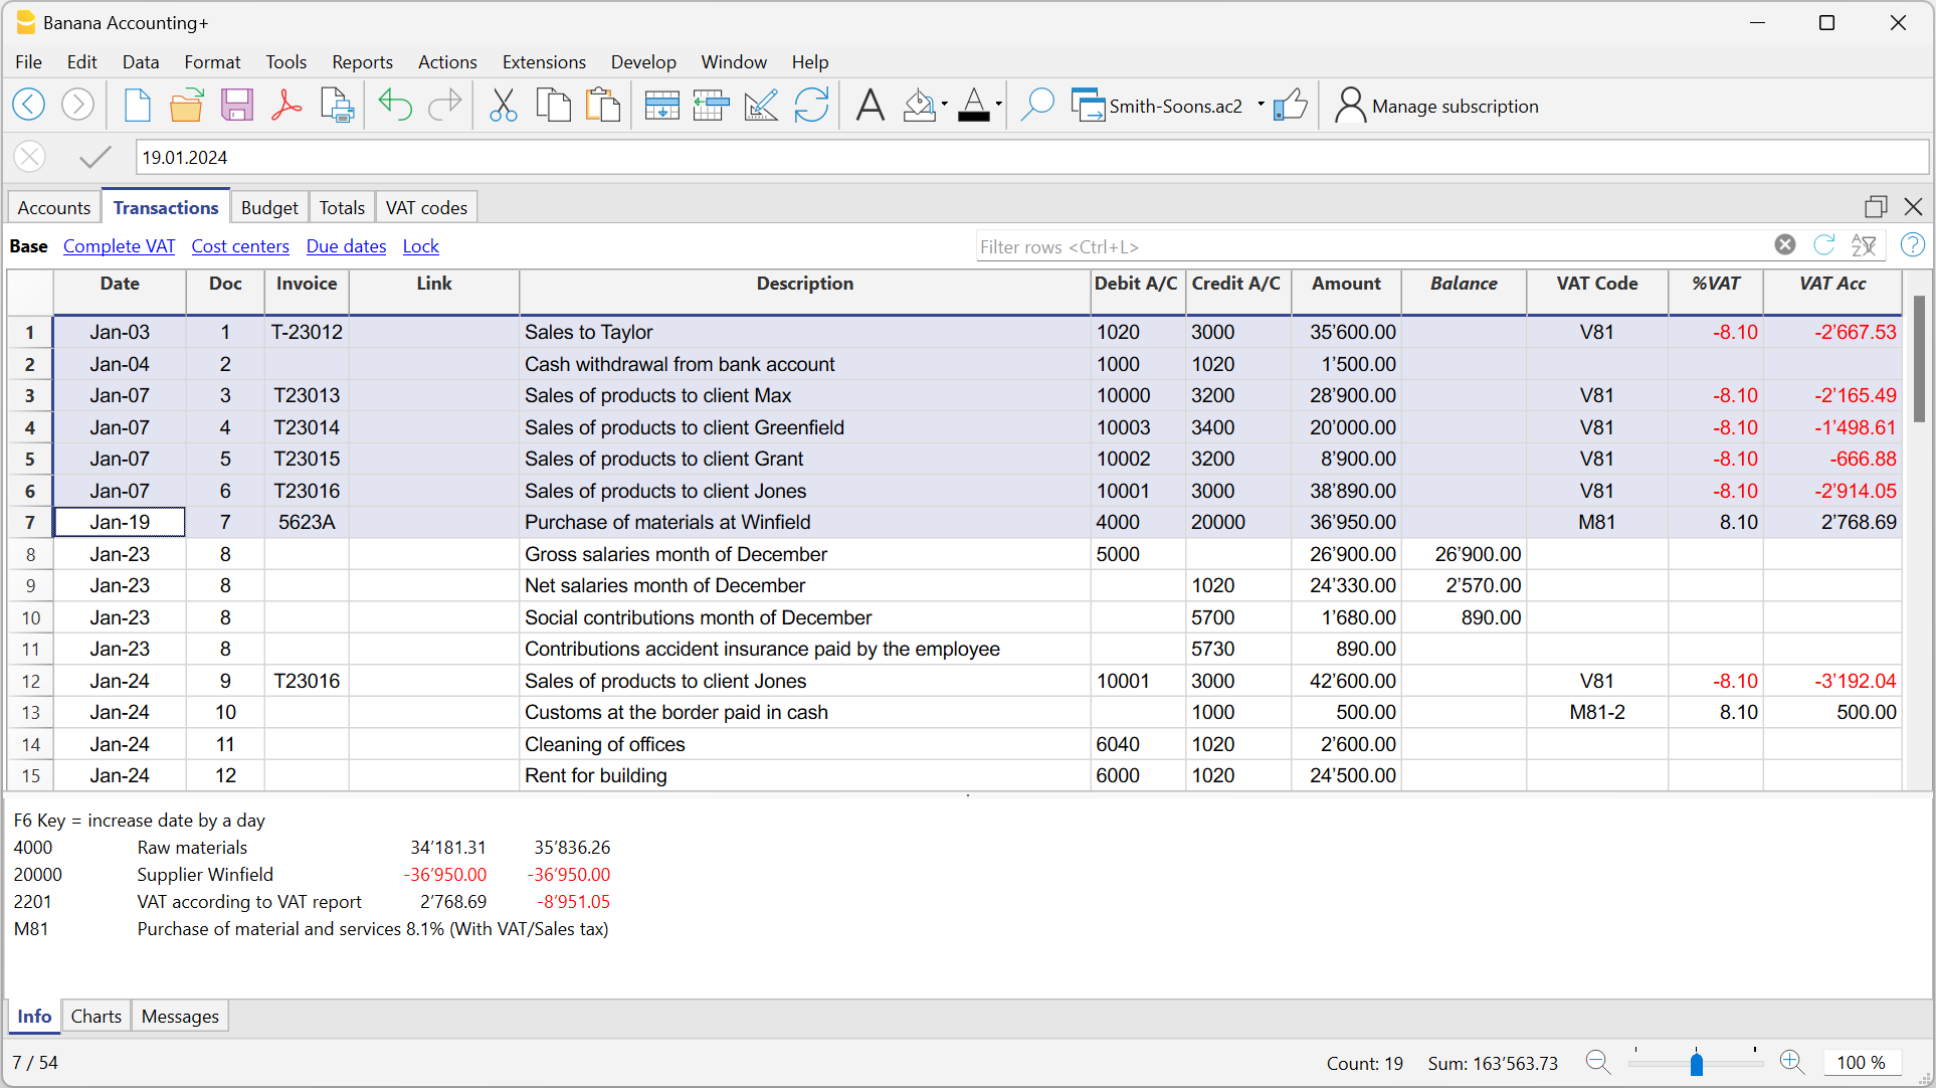 Banana Accounting+
File Edit Data Format Tools Reports Actions Extensions Develop Window Help
Smith-Soons.ac2 Manage subscription
19.01.2024
Accounts Transactions Budget Totals VAT codes
Base Complete VAT Cost centers Due dates Lock Filter rows <Ctrl+L>
Date Doc Invoice Link Description Debit A/C Credit A/C Amount Balance VAT Code %VAT VAT Acc
1 Jan-03 1 T-23012 Sales to Taylor 1020 3000 35’600.00 V81 -8.10 -2’667.53
2 Jan-04 2 Cash withdrawal from bank account 1000 1020 1’500.00
3 Jan-07 3 T23013 Sales of products to client Max 10000 3200 28’900.00 V81 -8.10 -2’165.49
4 Jan-07 4 T23014 Sales of products to client Greenfield 10003 3400 20’000.00 V81 -8.10 -1’498.61
5 Jan-07 5 T23015 Sales of products to client Grant 10002 3200 8’900.00 V81 -8.10 -666.88
6 Jan-07 6 T23016 Sales of products to client Jones 10001 3000 38’890.00 V81 -8.10 -2’914.05
7 Jan-19 7 5623A Purchase of materials at Winfield 4000 20000 36’950.00 M81 8.10 2’768.69
8 Jan-23 8 Gross salaries month of December 5000 26’900.00 26’900.00
9 Jan-23 8 Net salaries month of December 1020 24’330.00 2’570.00
10 Jan-23 8 Social contributions month of December 5700 1’680.00 890.00
11 Jan-23 8 Contributions accident insurance paid by the employee 5730 890.00
12 Jan-24 9 T23016 Sales of products to client Jones 10001 3000 42’600.00 V81 -8.10 -3’192.04
13 Jan-24 10 Customs at the border paid in cash 1000 500.00 M81-2 8.10 500.00
14 Jan-24 11 Cleaning of offices 6040 1020 2’600.00
15 Jan-24 12 Rent for building 6000 1020 24’500.00
F6 Key = increase date by a day
4000 Raw materials 34’181.31 35’836.26
20000 Supplier Winfield -36’950.00 -36’950.00
2201 VAT according to VAT report 2’768.69 -8’951.05
M81 Purchase of material and services 8.1% (With VAT/Sales tax)
Info Charts Messages
7 / 54 Count: 19 Sum: 163’563.73 100 %